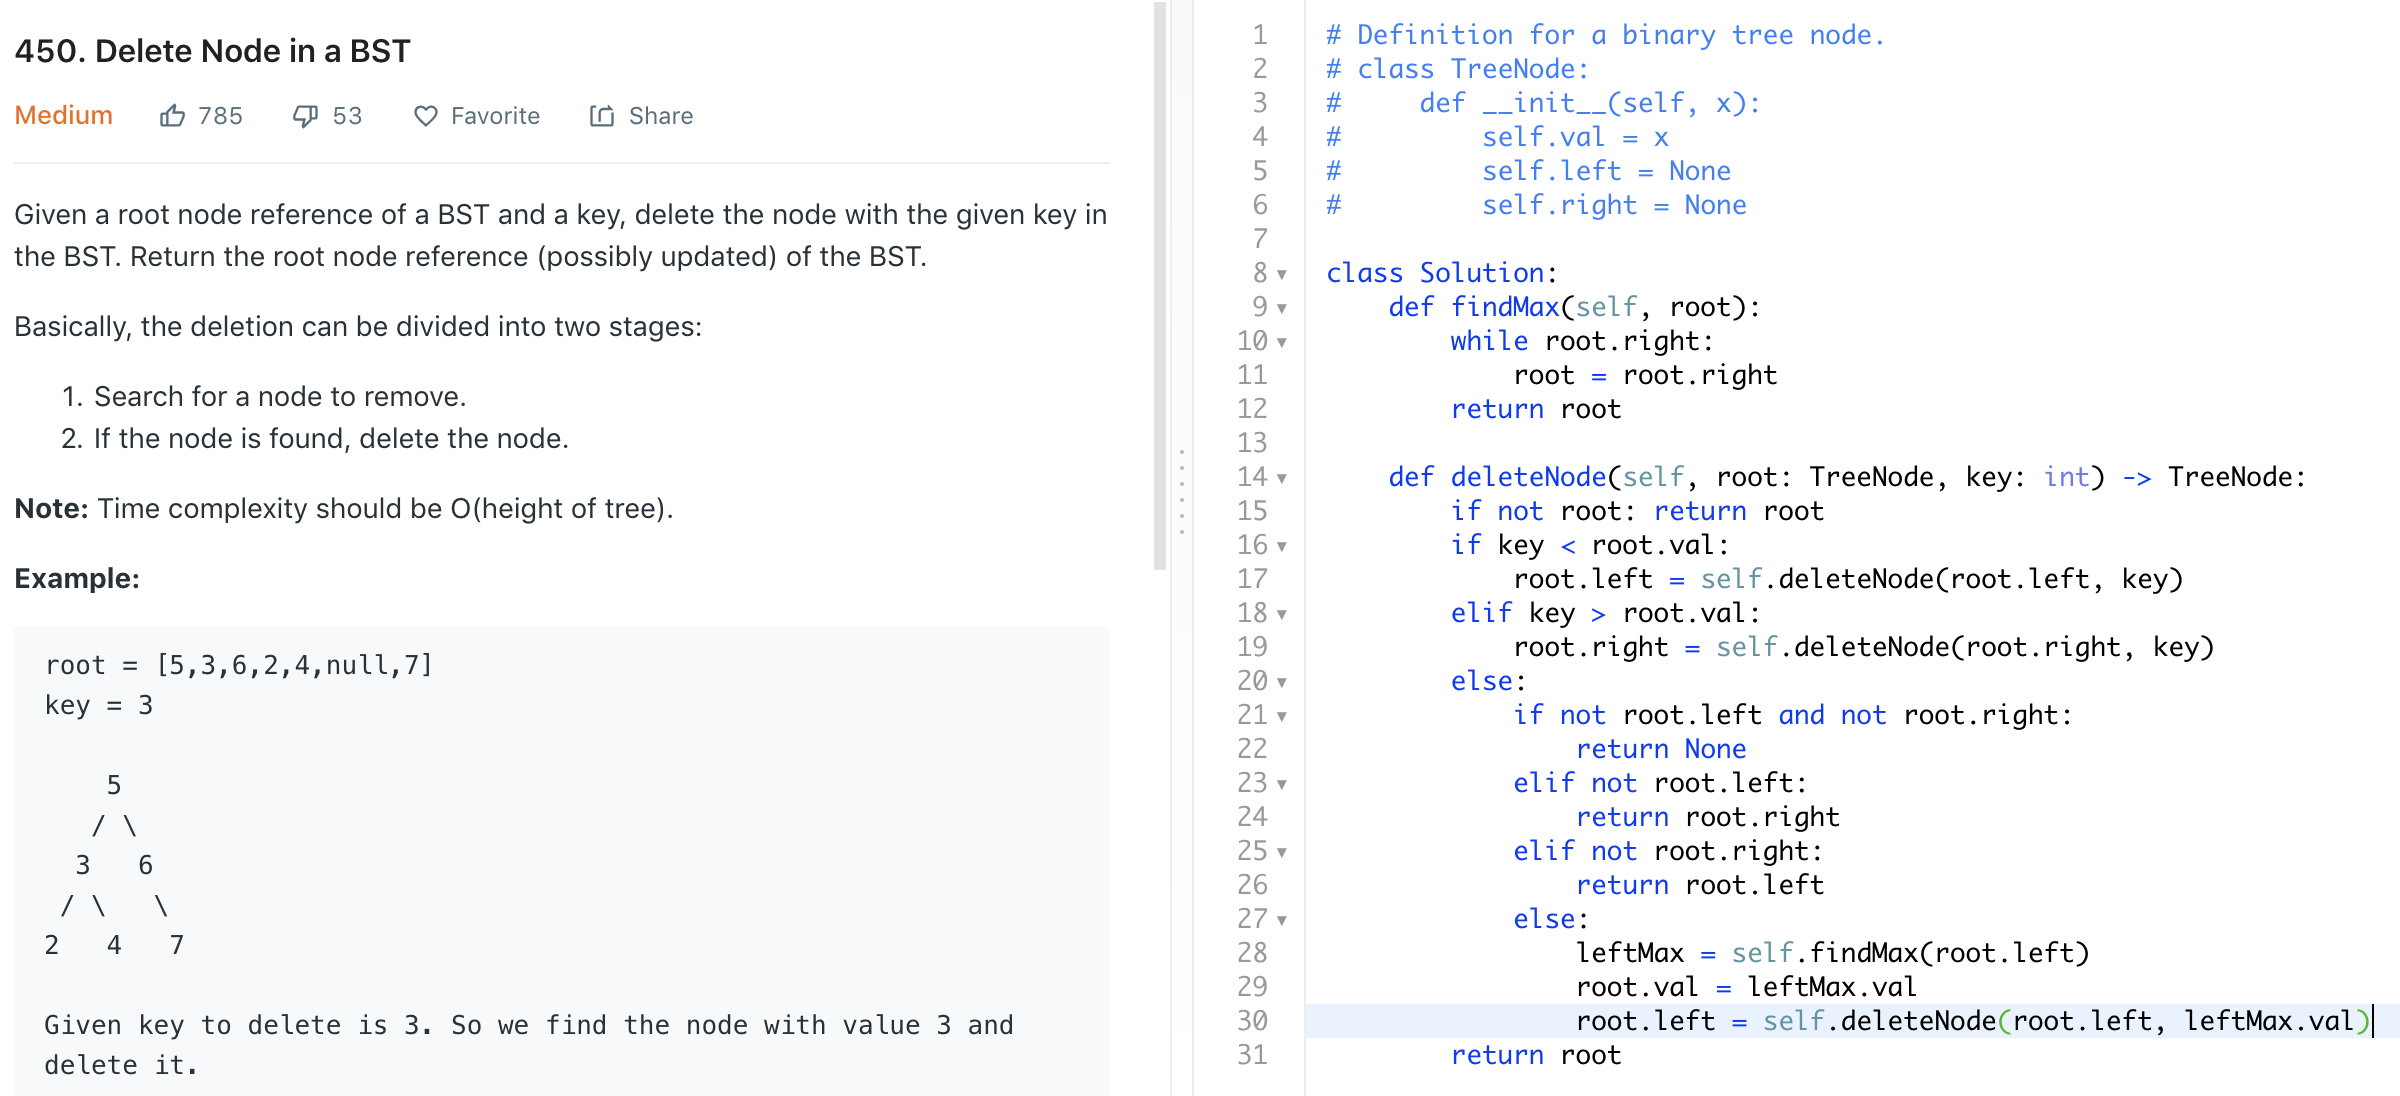 450. Delete Node in a BST
Medium 785 53 Favorite Share
Given a root node reference of a BST and a key, delete the node with the given key in
the BST. Return the root node reference (possibly updated) of the BST.
Basically, the deletion can be divided into two stages:
1. Search for a node to remove.
2. If the node is found, delete the node.
Note: Time complexity should be O(height of tree).
Example:
root = [5,3,6,2,4,null,7]
key = 3
    5
   / \
  3   6
 / \   \
2   4   7
Given key to delete is 3. So we find the node with value 3 and
delete it.
1 # Definition for a binary tree node.
2 # class TreeNode:
3 #     def __init__(self, x):
4 #         self.val = x
5 #         self.left = None
6 #         self.right = None
7
8 class Solution:
9     def findMax(self, root):
10         while root.right:
11             root = root.right
12         return root
13
14     def deleteNode(self, root: TreeNode, key: int) -> TreeNode:
15         if not root: return root
16         if key < root.val:
17             root.left = self.deleteNode(root.left, key)
18         elif key > root.val:
19             root.right = self.deleteNode(root.right, key)
20         else:
21             if not root.left and not root.right:
22                 return None
23             elif not root.left:
24                 return root.right
25             elif not root.right:
26                 return root.left
27             else:
28                 leftMax = self.findMax(root.left)
29                 root.val = leftMax.val
30                 root.left = self.deleteNode(root.left, leftMax.val)
31         return root